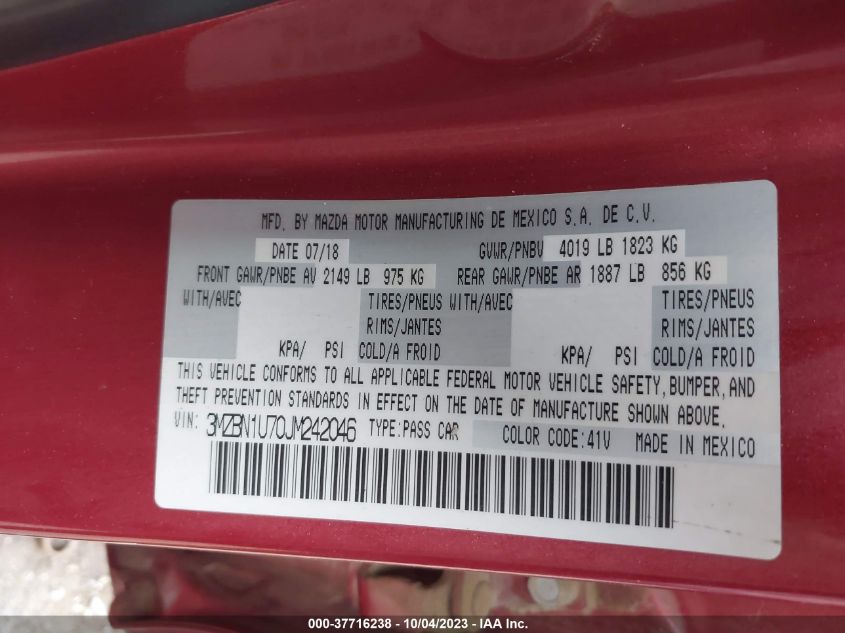 MFD. BY MAZDA MOTOR MANUFACTURING DE MEXICO S.A. DE C.V.
DATE 07/18 GVWR/PNBV 4019 LB 1823 KG
FRONT GAWR/PNBE AV 2149 LB 975 KG REAR GAWR/PNBE AR 1887 LB 856 KG
WITH/AVEC TIRES/PNEUS WITH/AVEC TIRES/PNEUS
RIMS/JANTES RIMS/JANTES
KPA/ PSI COLD/A FROID KPA/ PSI COLD/A FROID
THIS VEHICLE CONFORMS TO ALL APPLICABLE FEDERAL MOTOR VEHICLE SAFETY, BUMPER, AND
THEFT PREVENTION STANDARDS IN EFFECT ON THE DATE OF MANUFACTURE SHOWN ABOVE.
VIN: 3MZBN1U70JM242046 TYPE:PASS CAR COLOR CODE:41V MADE IN MEXICO
000-37716238 - 10/04/2023 - IAA Inc.